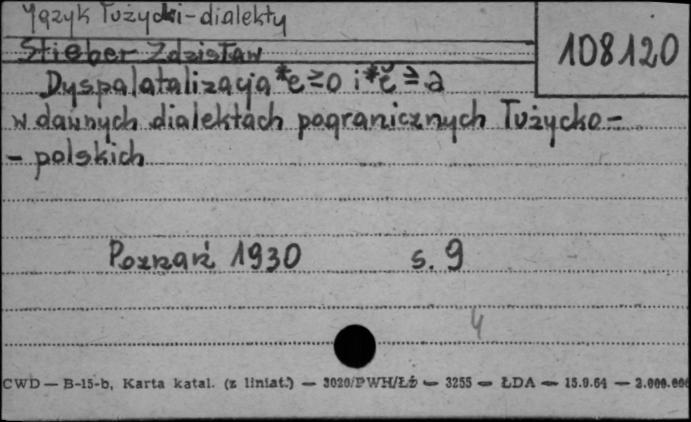 Język łużycki-dialekty
Stieber Zdzisław
108120
Dyspalatalizacja *e ≥ o i *ě ≥ a
w dawnych dialektach pogranicznych łużycko-
- polskich
Poznań 1930 s. 9
4
CWD — B-15-b, Karta katal. (z liniat.) — 3020/PWH/Łż — 3255 — ŁDA — 15.9.64 — 2.000.000